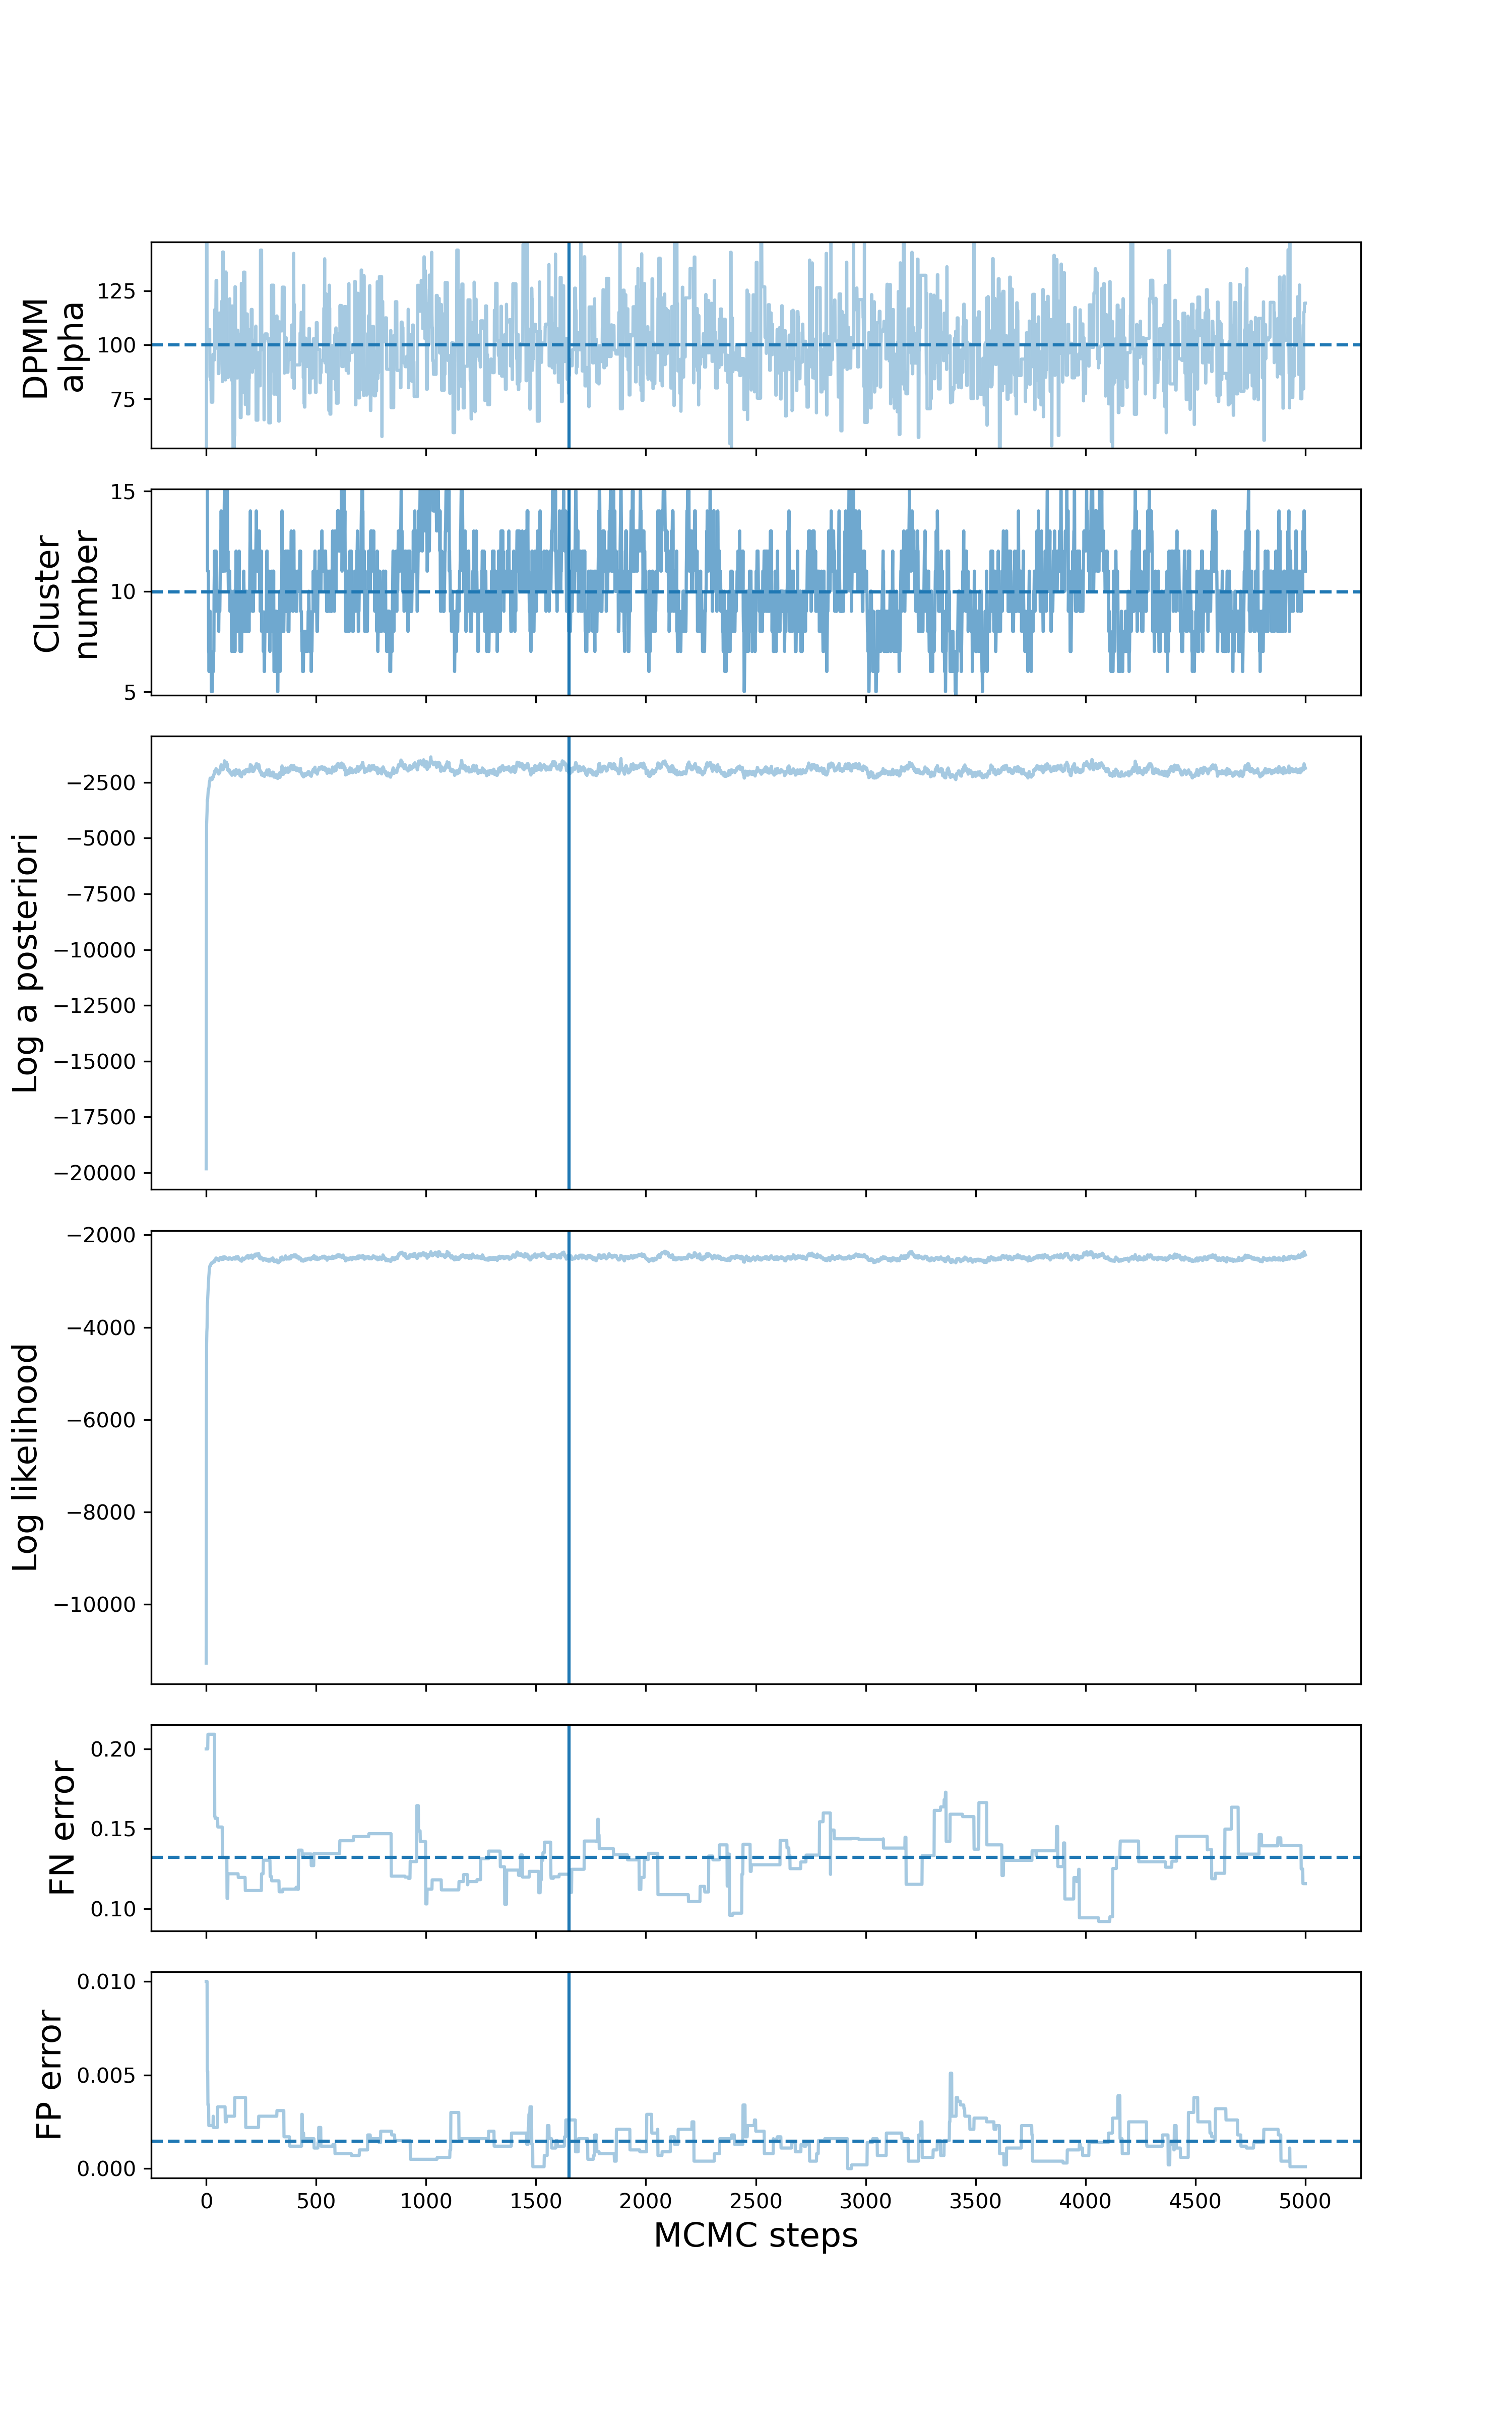 DPMM
alpha
125
100
75
Cluster
number
15
10
5
Log a posteriori
−2500
−5000
−7500
−10000
−12500
−15000
−17500
−20000
Log likelihood
−2000
−4000
−6000
−8000
−10000
FN error
0.20
0.15
0.10
FP error
0.010
0.005
0.000
0 500 1000 1500 2000 2500 3000 3500 4000 4500 5000
MCMC steps